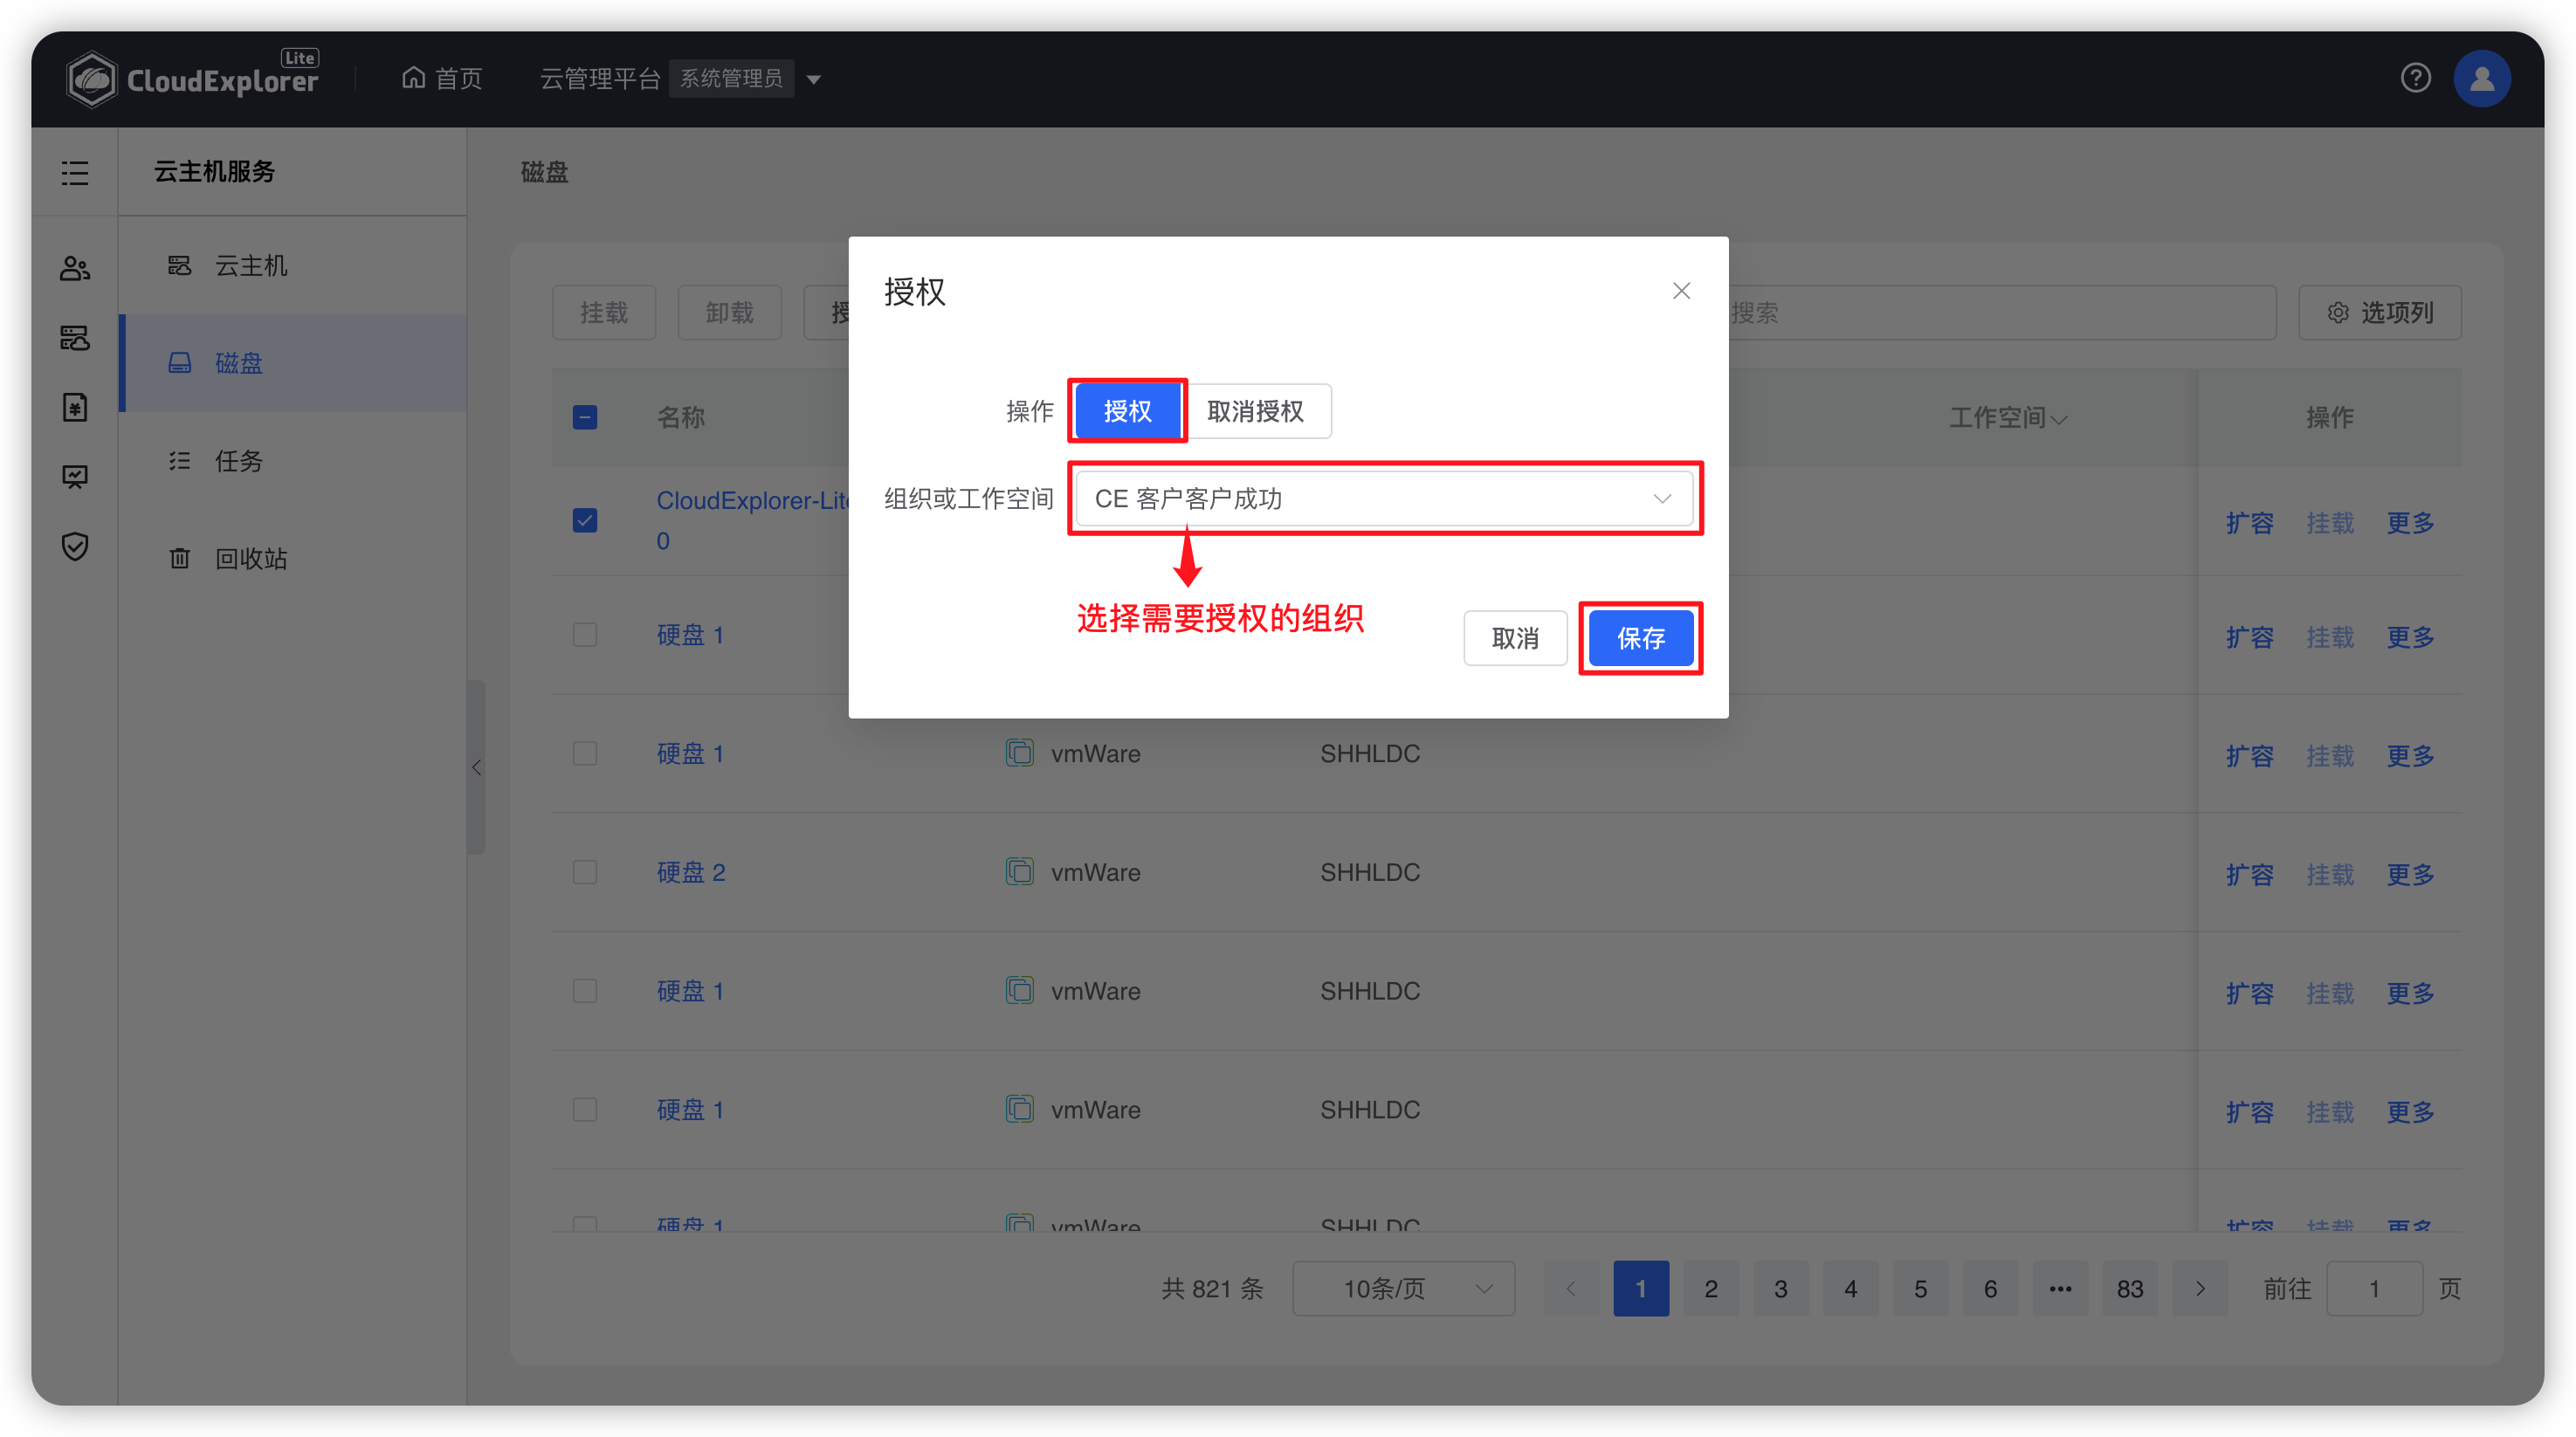 CloudExplorer Lite
首页
云管理平台 系统管理员
云主机服务
云主机
磁盘
任务
回收站
磁盘
挂载 卸载 授
搜索
选项列
名称 工作空间 操作
CloudExplorer-Lit
0
扩容 挂载 更多
硬盘 1 扩容 挂载 更多
硬盘 1 vmWare SHHLDC 扩容 挂载 更多
硬盘 2 vmWare SHHLDC 扩容 挂载 更多
硬盘 1 vmWare SHHLDC 扩容 挂载 更多
硬盘 1 vmWare SHHLDC 扩容 挂载 更多
硬盘 1 vmWare SHHLDC 扩容 挂载 更多
共 821 条 10条/页 1 2 3 4 5 6 ••• 83 前往 1 页
授权
操作 授权 取消授权
组织或工作空间 CE 客户客户成功
选择需要授权的组织
取消 保存